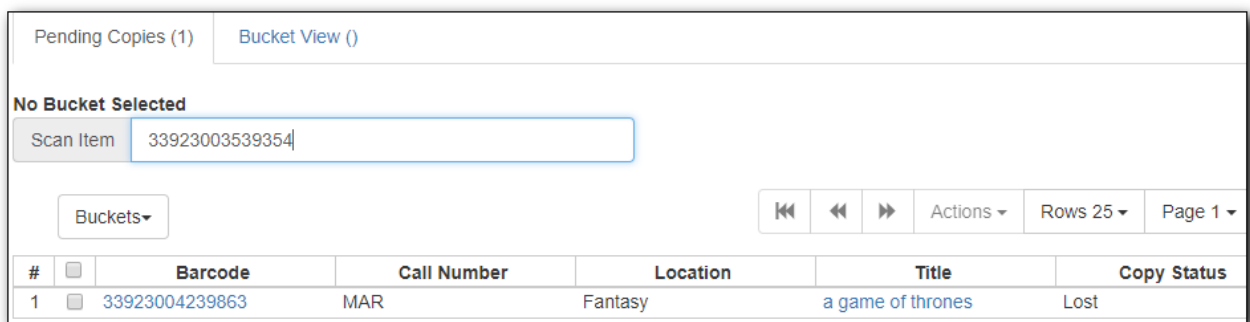 Pending Copies (1) Bucket View ()
No Bucket Selected
Scan Item 33923003539354
Buckets Actions Rows 25 Page 1
# Barcode Call Number Location Title Copy Status
1 33923004239863 MAR Fantasy a game of thrones Lost